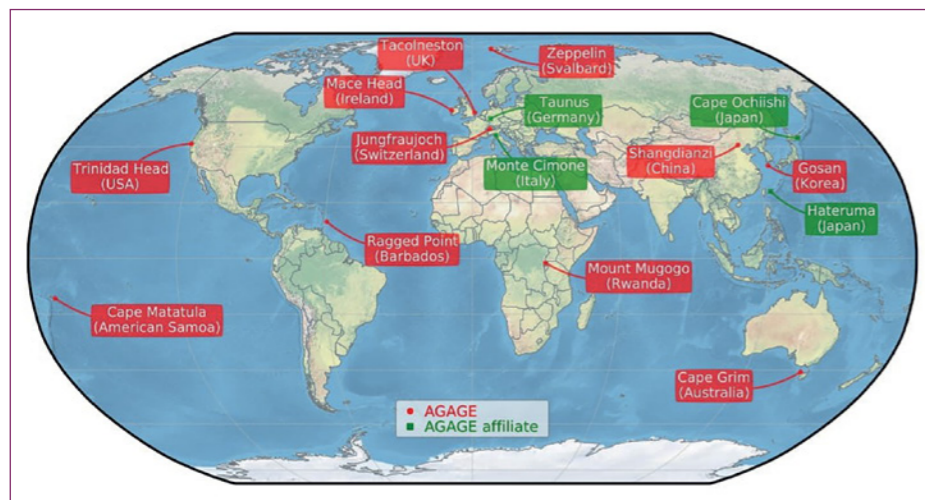 Tacolneston
(UK)
Zeppelin
(Svalbard)
Mace Head
(Ireland)
Taunus
(Germany)
Cape Ochiishi
(Japan)
Jungfraujoch
(Switzerland)
Monte Cimone
(Italy)
Shangdianzi
(China)
Trinidad Head
(USA)
Gosan
(Korea)
Hateruma
(Japan)
Ragged Point
(Barbados)
Mount Mugogo
(Rwanda)
Cape Matatula
(American Samoa)
Cape Grim
(Australia)
AGAGE
AGAGE affiliate